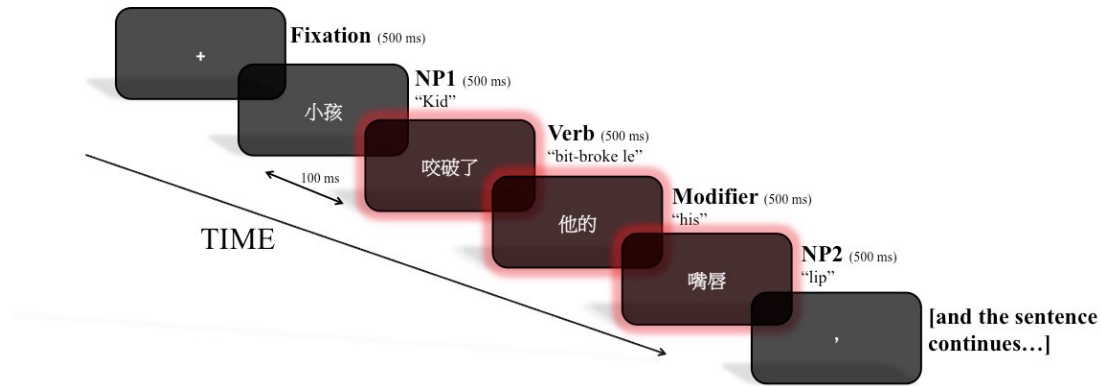 +
Fixation (500 ms)
小孩
NP1 (500 ms)
“Kid”
咬破了
Verb (500 ms)
“bit-broke le”
100 ms
他的
Modifier (500 ms)
“his”
TIME
嘴唇
NP2 (500 ms)
“lip”
，
[and the sentence
continues…]